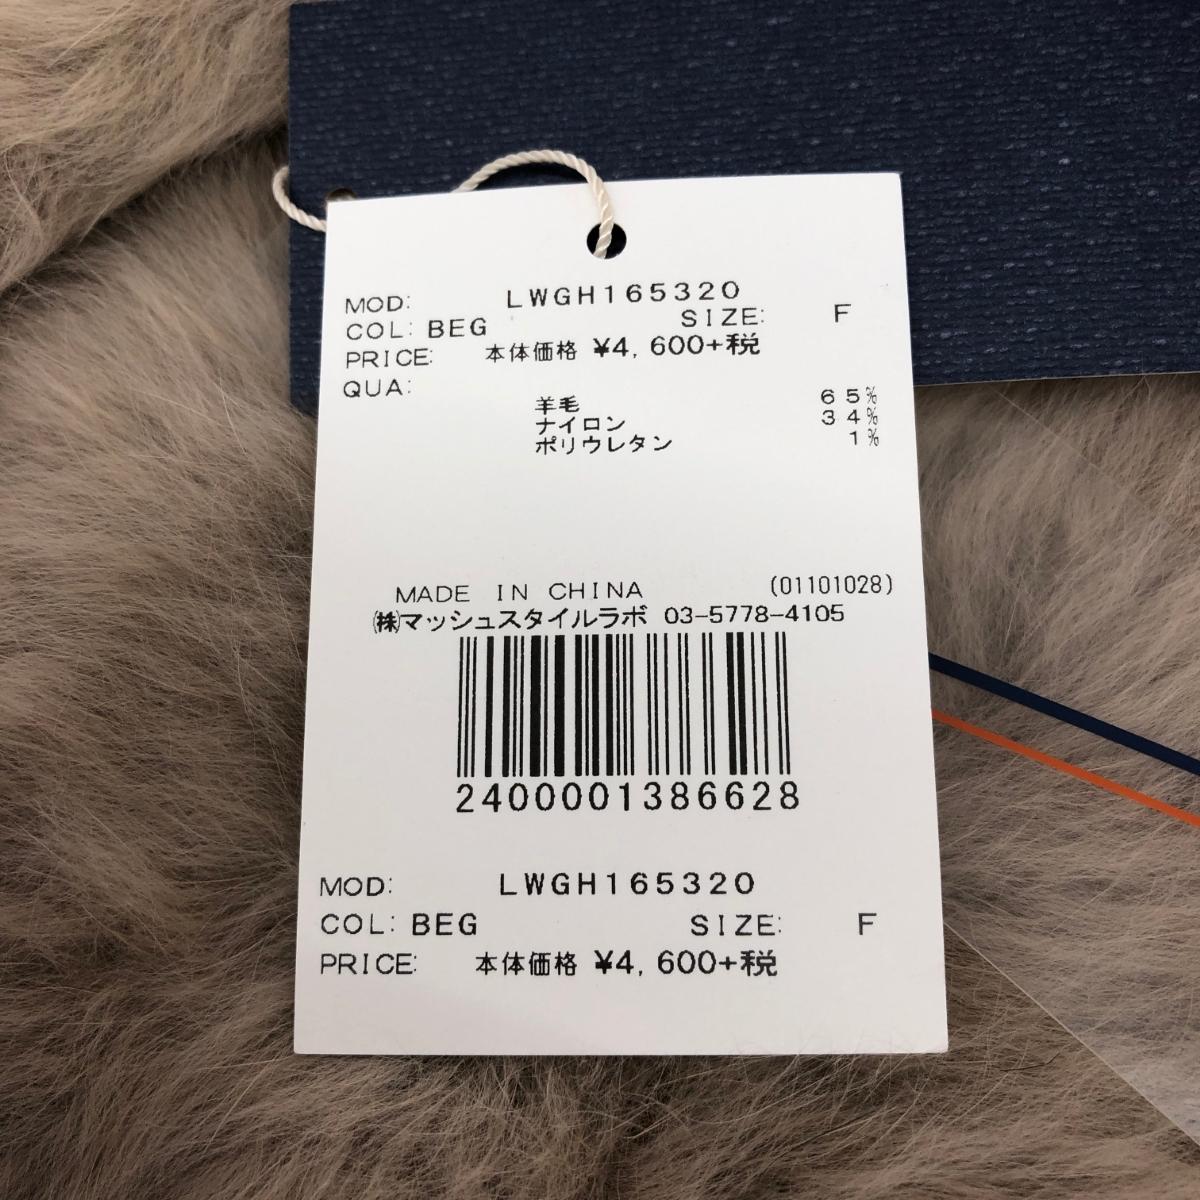 MOD: LWGH165320
COL: BEG SIZE: F
PRICE: 本体価格 ¥4, 600+税
QUA:
羊毛 65%
ナイロン 34%
ポリウレタン 1%
MADE IN CHINA (01101028)
㈱マッシュスタイルラボ 03-5778-4105
2400001386628
MOD: LWGH165320
COL: BEG SIZE: F
PRICE: 本体価格 ¥4, 600+税